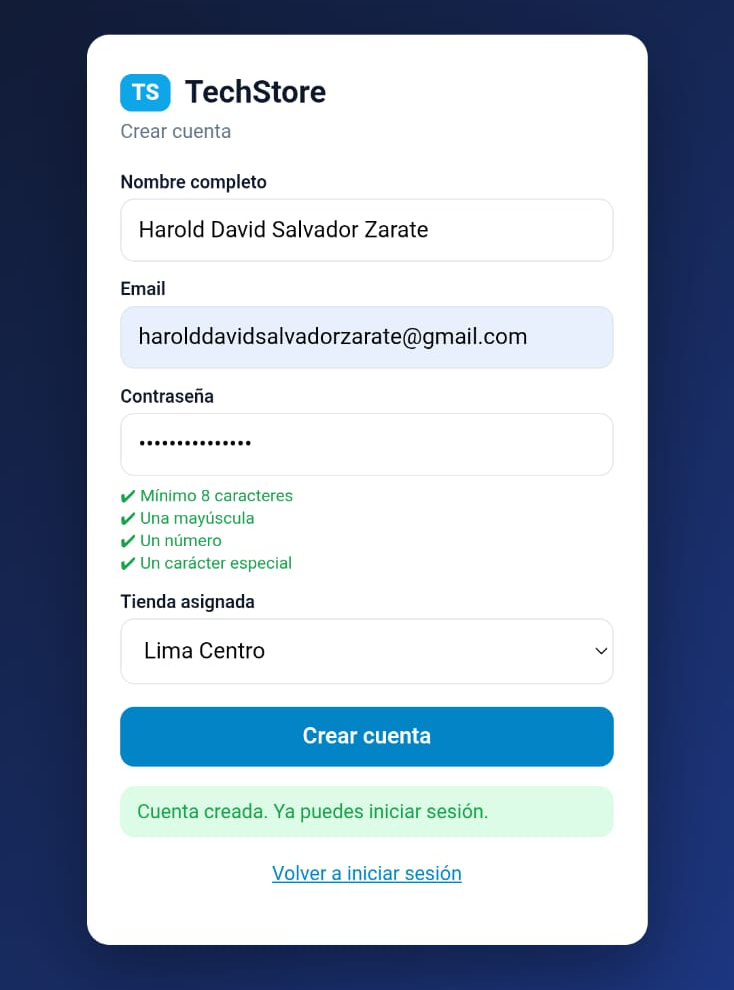 TS TechStore
Crear cuenta
Nombre completo
Harold David Salvador Zarate
Email
harolddavidsalvadorzarate@gmail.com
Contraseña
•••••••••••••••
✔ Mínimo 8 caracteres
✔ Una mayúscula
✔ Un número
✔ Un carácter especial
Tienda asignada
Lima Centro
Crear cuenta
Cuenta creada. Ya puedes iniciar sesión.
Volver a iniciar sesión